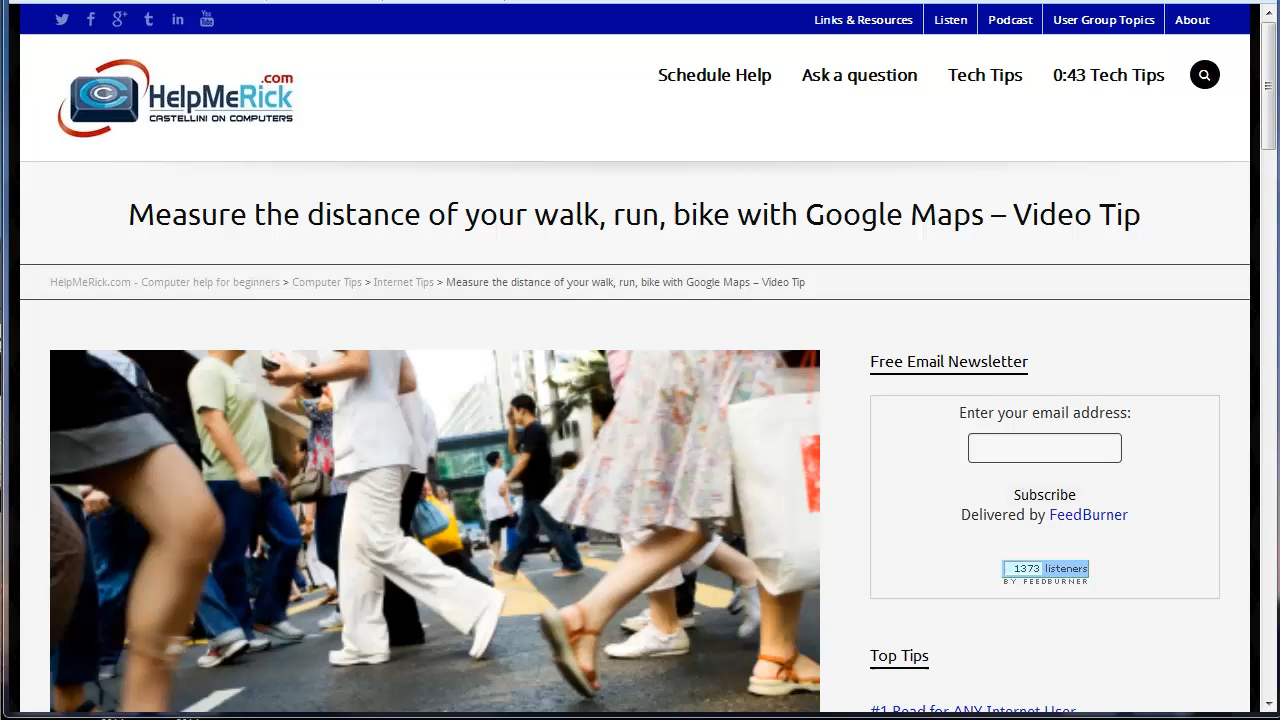 Links & Resources
Listen
Podcast
User Group Topics
About
You
Tube
HelpMeRick.com
CASTELLINI ON COMPUTERS
Schedule Help
Ask a question
Tech Tips
0:43 Tech Tips
Measure the distance of your walk, run, bike with Google Maps – Video Tip
HelpMeRick.com - Computer help for beginners > Computer Tips > Internet Tips > Measure the distance of your walk, run, bike with Google Maps – Video Tip
Free Email Newsletter
Enter your email address:
Subscribe
Delivered by FeedBurner
1373 listeners
BY FEEDBURNER
Top Tips
#1 Read for ANY Internet User